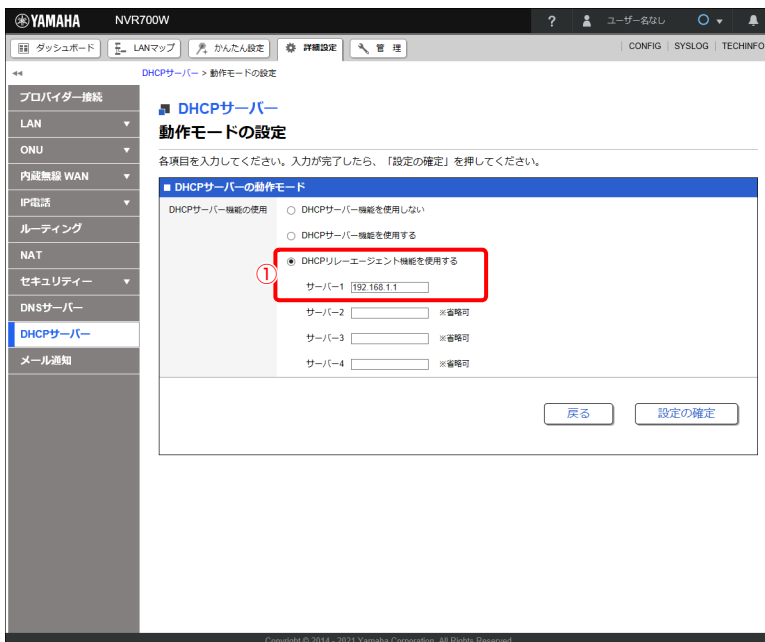 YAMAHA NVR700W ? ユーザー名なし
ダッシュボード LANマップ かんたん設定 詳細設定 管 理 | CONFIG | SYSLOG | TECHINFO
◂◂ DHCPサーバー > 動作モードの設定
プロバイダー接続
LAN ▼
ONU ▼
内蔵無線 WAN ▼
IP電話 ▼
ルーティング
NAT
セキュリティー ▼
DNSサーバー
DHCPサーバー
メール通知
DHCPサーバー
動作モードの設定
各項目を入力してください。入力が完了したら、「設定の確定」を押してください。
■ DHCPサーバーの動作モード
DHCPサーバー機能の使用 DHCPサーバー機能を使用しない
DHCPサーバー機能を使用する
① DHCPリレーエージェント機能を使用する
サーバー1 192.168.1.1
サーバー2 ※省略可
サーバー3 ※省略可
サーバー4 ※省略可
戻る 設定の確定
Copyright © 2014 - 2021 Yamaha Corporation. All Rights Reserved.